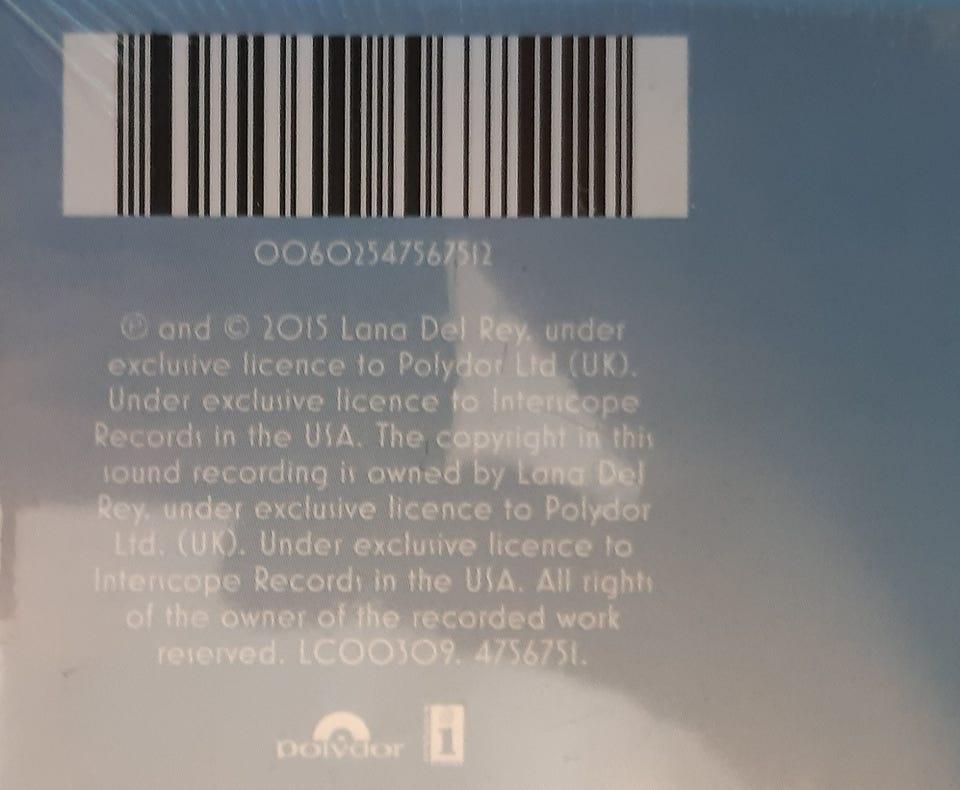 00602547567512
℗ and © 2015 Lana Del Rey, under
exclusive licence to Polydor Ltd (UK).
Under exclusive licence to Interscope
Records in the USA. The copyright in this
sound recording is owned by Lana Del
Rey, under exclusive licence to Polydor
Ltd. (UK). Under exclusive licence to
Interscope Records in the USA. All rights
of the owner of the recorded work
reserved. LC00309. 4756751.
polydor i